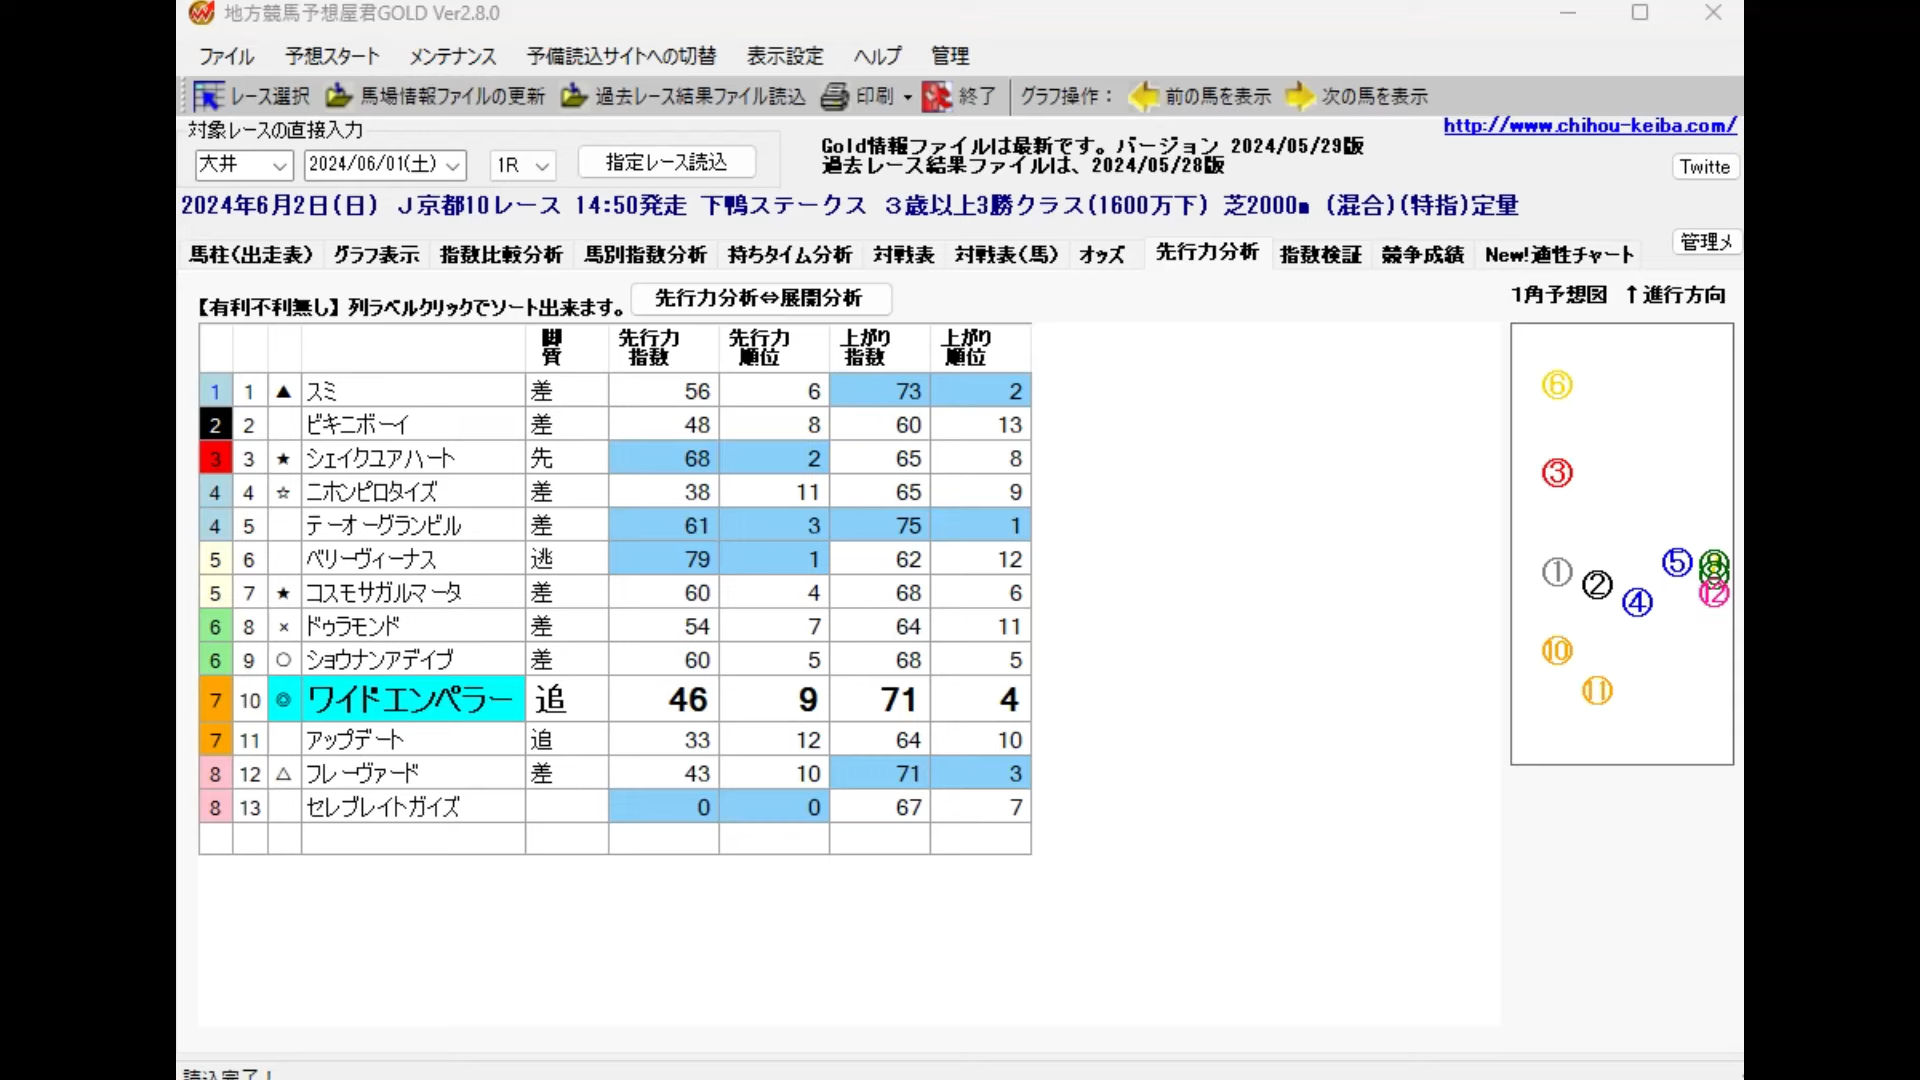 地方競馬予想屋君GOLD Ver2.8.0
ファイル 予想スタート メンテナンス 予備読込サイトへの切替 表示設定 ヘルプ 管理
レース選択 馬場情報ファイルの更新 過去レース結果ファイル読込 印刷 終了 グラフ操作： 前の馬を表示 次の馬を表示
対象レースの直接入力
http://www.chihou-keiba.com/
大井 2024/06/01(土) 1R 指定レース読込
Gold情報ファイルは最新です。バージョン 2024/05/29版
過去レース結果ファイルは、2024/05/28版
Twitte
2024年6月2日(日) J京都10レース 14:50発走 下鴨ステークス 3歳以上3勝クラス(1600万下) 芝2000m (混合)(特指)定量
管理メ
馬柱(出走表) グラフ表示 指数比較分析 馬別指数分析 持ちタイム分析 対戦表 対戦表(馬) オッズ 先行力分析 指数検証 競争成績 New!適性チャート
【有利不利無し】列ラベルクリックでソート出来ます。 先行力分析⇔展開分析
1角予想図 ↑進行方向
脚質 先行力指数 先行力順位 上がり指数 上がり順位
1 1 ▲ スミ 差 56 6 73 2
2 2 ビキニボーイ 差 48 8 60 13
3 3 ★ シェイクユアハート 先 68 2 65 8
4 4 ☆ ニホンピロタイズ 差 38 11 65 9
4 5 テーオーグランビル 差 61 3 75 1
5 6 ベリーヴィーナス 逃 79 1 62 12
5 7 ★ コスモサガルマータ 差 60 4 68 6
6 8 × ドゥラモンド 差 54 7 64 11
6 9 ○ ショウナンアデイブ 差 60 5 68 5
7 10 ◎ ワイドエンペラー 追 46 9 71 4
7 11 アップデート 追 33 12 64 10
8 12 △ フレーヴァード 差 43 10 71 3
8 13 セレブレイトガイズ 0 0 67 7
⑥
③
① ② ④ ⑤ ⑫
⑩
⑪
読込完了！